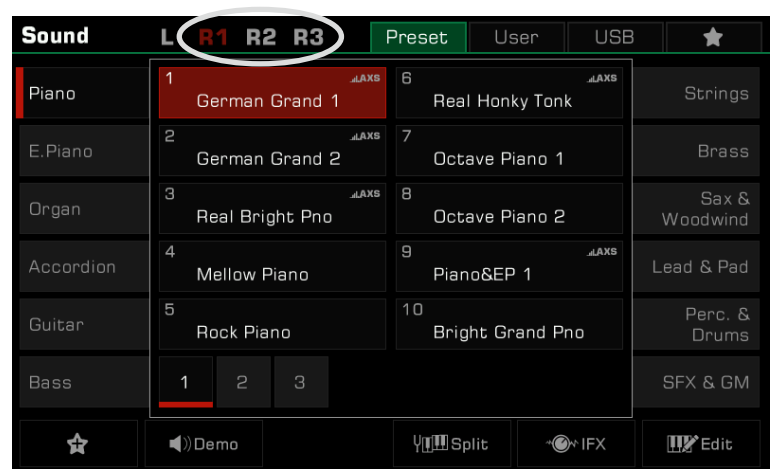 Sound
L R1 R2 R3
Preset
User
USB
Piano
E.Piano
Organ
Accordion
Guitar
Bass
1 AXS
German Grand 1
2 AXS
German Grand 2
3 AXS
Real Bright Pno
4
Mellow Piano
5
Rock Piano
6 AXS
Real Honky Tonk
7
Octave Piano 1
8
Octave Piano 2
9 AXS
Piano&EP 1
10
Bright Grand Pno
1 2 3
Strings
Brass
Sax &
Woodwind
Lead & Pad
Perc. &
Drums
SFX & GM
Demo
Split
IFX
Edit